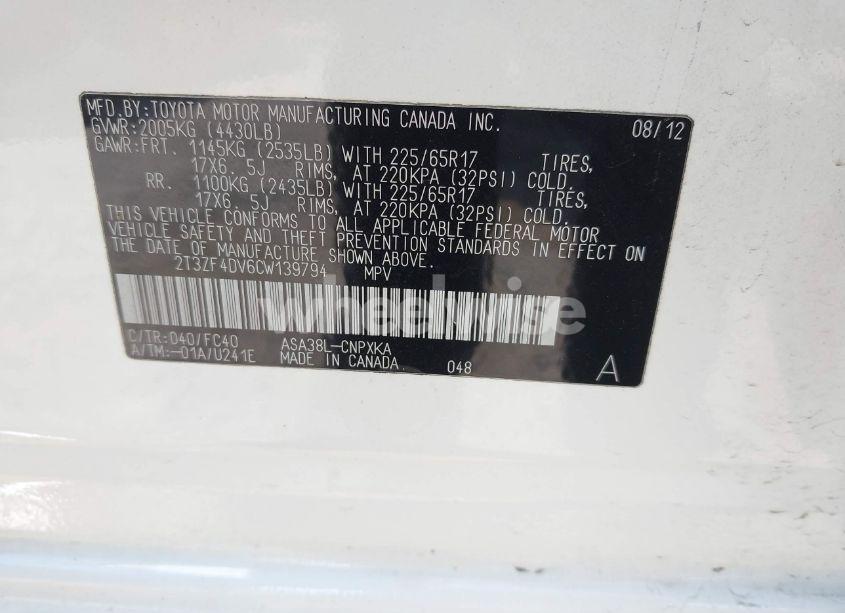 MFD.BY:TOYOTA MOTOR MANUFACTURING CANADA INC. 08/12
GVWR:2005KG (4430LB)
GAWR:FRT. 1145KG (2535LB) WITH 225/65R17 TIRES,
17X6. 5J RIMS, AT 220KPA (32PSI) COLD.
RR. 1100KG (2435LB) WITH 225/65R17 TIRES,
17X6. 5J RIMS, AT 220KPA (32PSI) COLD.
THIS VEHICLE CONFORMS TO ALL APPLICABLE FEDERAL MOTOR
VEHICLE SAFETY AND THEFT PREVENTION STANDARDS IN EFFECT ON
THE DATE OF MANUFACTURE SHOWN ABOVE.
2T3ZF4DV6CW139794 MPV
wheelwise
C/TR:040/FC40 ASA38L-CNPXKA
A/TM:-01A/U241E MADE IN CANADA. 048 A